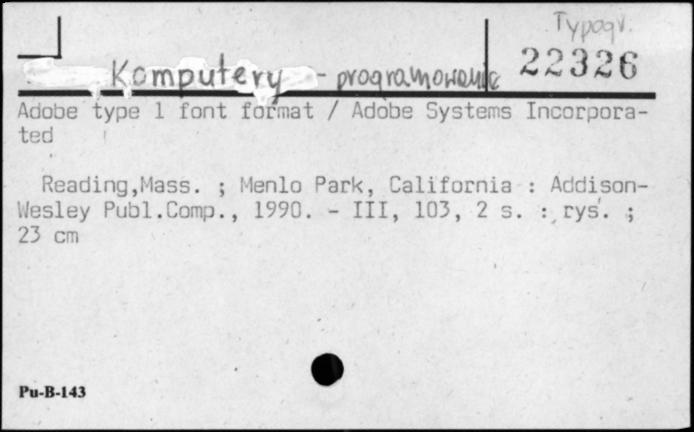 Typogr.
22326
Komputery - programowanie
Adobe type 1 font format / Adobe Systems Incorpora-
ted
Reading,Mass. ; Menlo Park, California : Addison-
Wesley Publ.Comp., 1990. - III, 103, 2 s. : rys. ;
23 cm
Pu-B-143